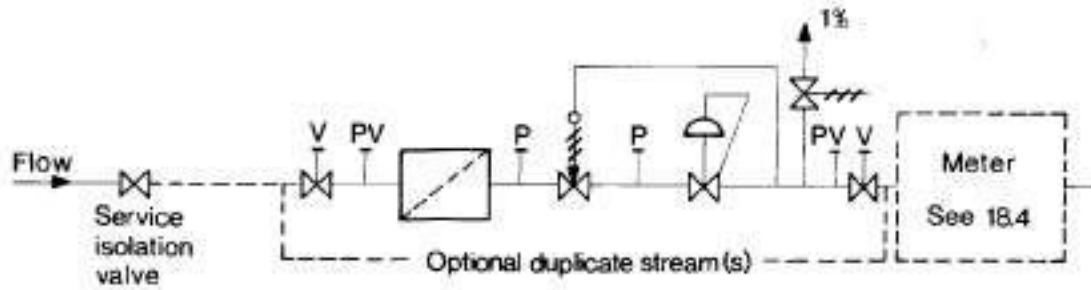 1%
V
PV
P
P
PV
V
Flow
Meter
See 18.4
Service
isolation
valve
Optional duplicate stream(s)